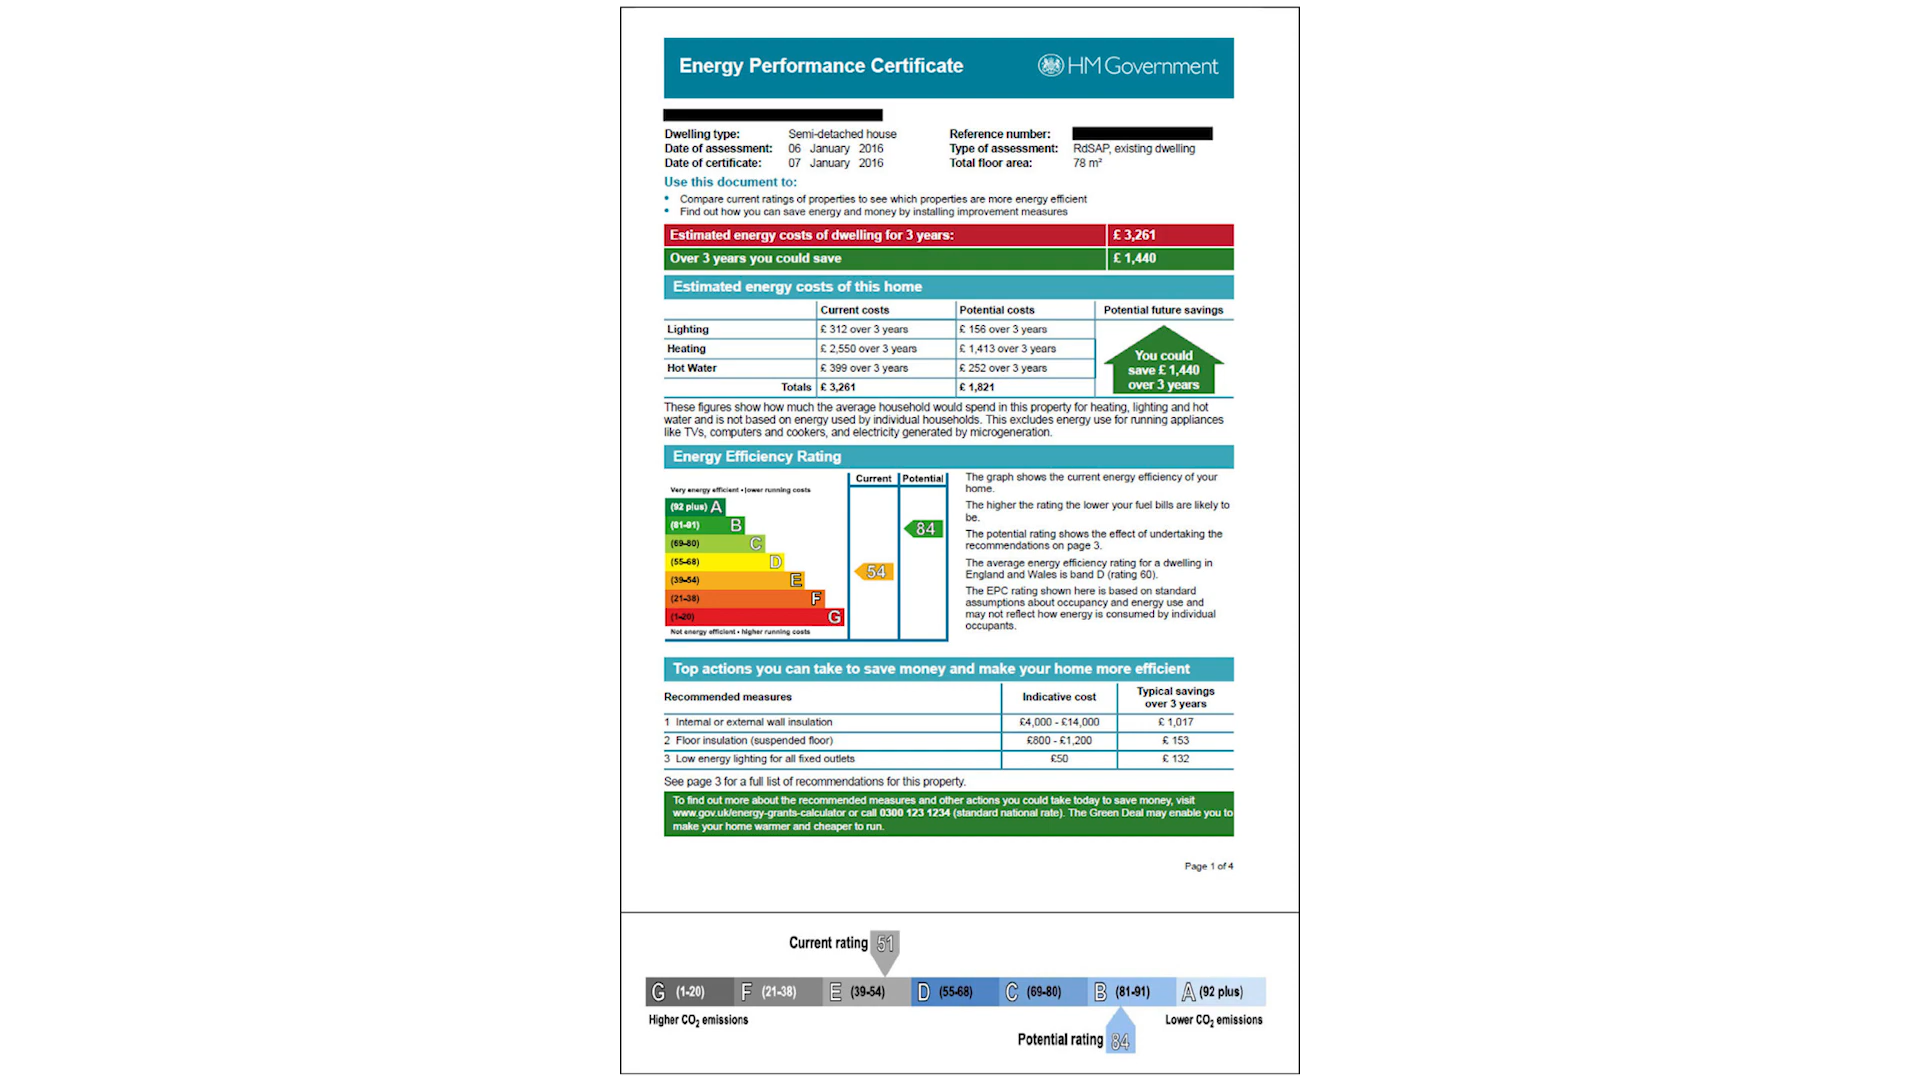 Energy Performance Certificate
HM Government
Dwelling type: Semi-detached house
Date of assessment: 06 January 2016
Date of certificate: 07 January 2016
Reference number:
Type of assessment: RdSAP, existing dwelling
Total floor area: 78 m²
Use this document to:
• Compare current ratings of properties to see which properties are more energy efficient
• Find out how you can save energy and money by installing improvement measures
Estimated energy costs of dwelling for 3 years: £ 3,261
Over 3 years you could save £ 1,440
Estimated energy costs of this home
Current costs Potential costs Potential future savings
Lighting £ 312 over 3 years £ 156 over 3 years
Heating £ 2,550 over 3 years £ 1,413 over 3 years
Hot Water £ 399 over 3 years £ 252 over 3 years
Totals £ 3,261 £ 1,821
You could
save £ 1,440
over 3 years
These figures show how much the average household would spend in this property for heating, lighting and hot
water and is not based on energy used by individual households. This excludes energy use for running appliances
like TVs, computers and cookers, and electricity generated by microgeneration.
Energy Efficiency Rating
Current Potential
Very energy efficient • lower running costs
(92 plus) A
(81-91) B
(69-80) C
(55-68) D
(39-54) E
(21-38) F
(1-20) G
Not energy efficient • higher running costs
54
84
The graph shows the current energy efficiency of your
home.
The higher the rating the lower your fuel bills are likely to
be.
The potential rating shows the effect of undertaking the
recommendations on page 3.
The average energy efficiency rating for a dwelling in
England and Wales is band D (rating 60).
The EPC rating shown here is based on standard
assumptions about occupancy and energy use and
may not reflect how energy is consumed by individual
occupants.
Top actions you can take to save money and make your home more efficient
Recommended measures Indicative cost Typical savings
over 3 years
1 Internal or external wall insulation £4,000 - £14,000 £ 1,017
2 Floor insulation (suspended floor) £800 - £1,200 £ 153
3 Low energy lighting for all fixed outlets £50 £ 132
See page 3 for a full list of recommendations for this property.
To find out more about the recommended measures and other actions you could take today to save money, visit
www.gov.uk/energy-grants-calculator or call 0300 123 1234 (standard national rate). The Green Deal may enable you to
make your home warmer and cheaper to run.
Page 1 of 4
Current rating 51
G (1-20) F (21-38) E (39-54) D (55-68) C (69-80) B (81-91) A (92 plus)
Higher CO₂ emissions Lower CO₂ emissions
Potential rating 84